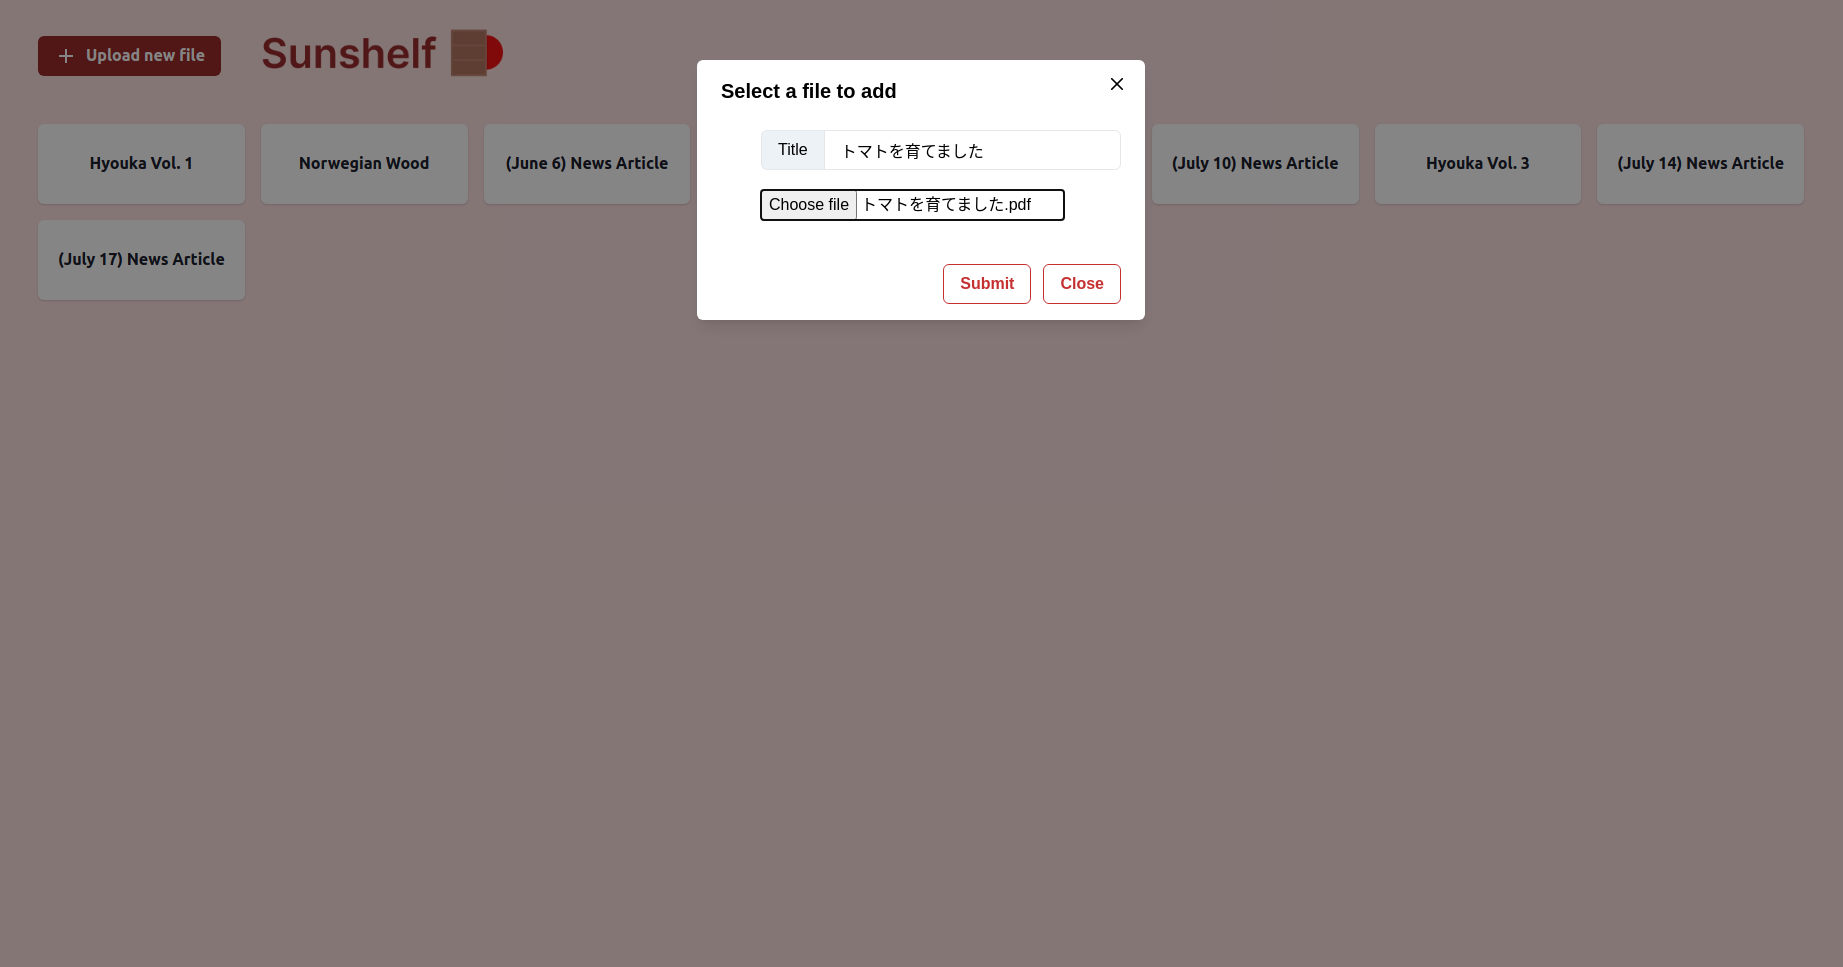 Upload new file
Sunshelf
Select a file to add
Title
トマトを育てました
Choose file
トマトを育てました.pdf
Submit
Close
Hyouka Vol. 1
Norwegian Wood
(June 6) News Article
(July 10) News Article
Hyouka Vol. 3
(July 14) News Article
(July 17) News Article